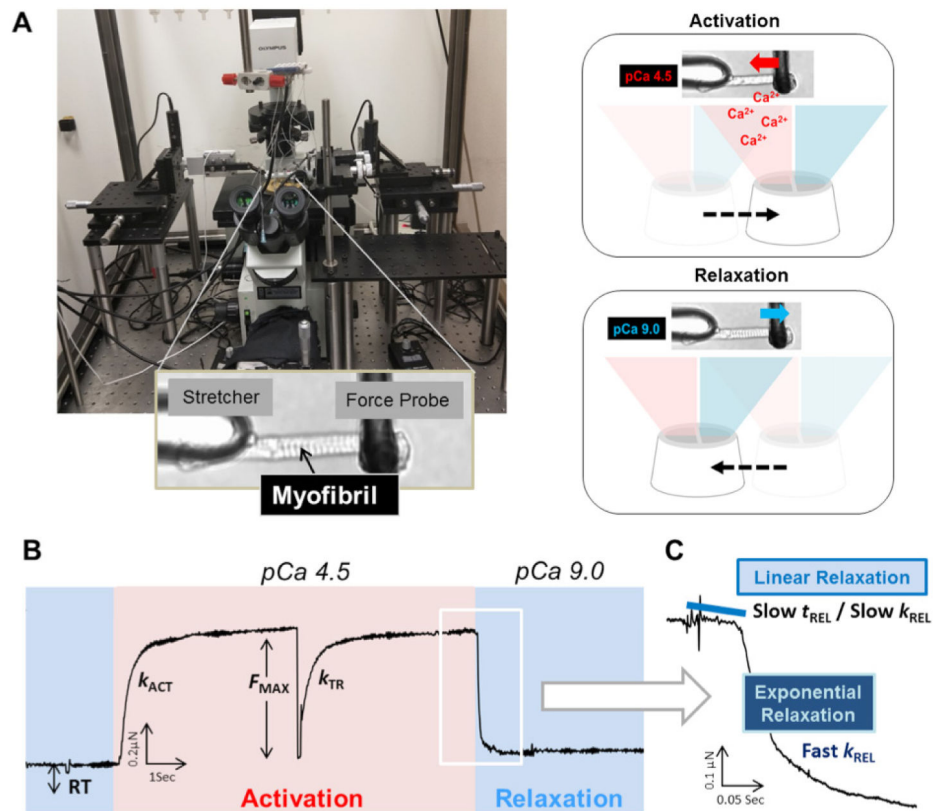 A
OLYMPUS
Stretcher
Force Probe
Myofibril
Activation
pCa 4.5
Ca2+
Ca2+
Ca2+
Ca2+
Relaxation
pCa 9.0
B
pCa 4.5
pCa 9.0
kACT
FMAX
kTR
0.2µN
1Sec
RT
Activation
Relaxation
C
Linear Relaxation
Slow tREL / Slow kREL
Exponential
Relaxation
Fast kREL
0.1 µN
0.05 Sec